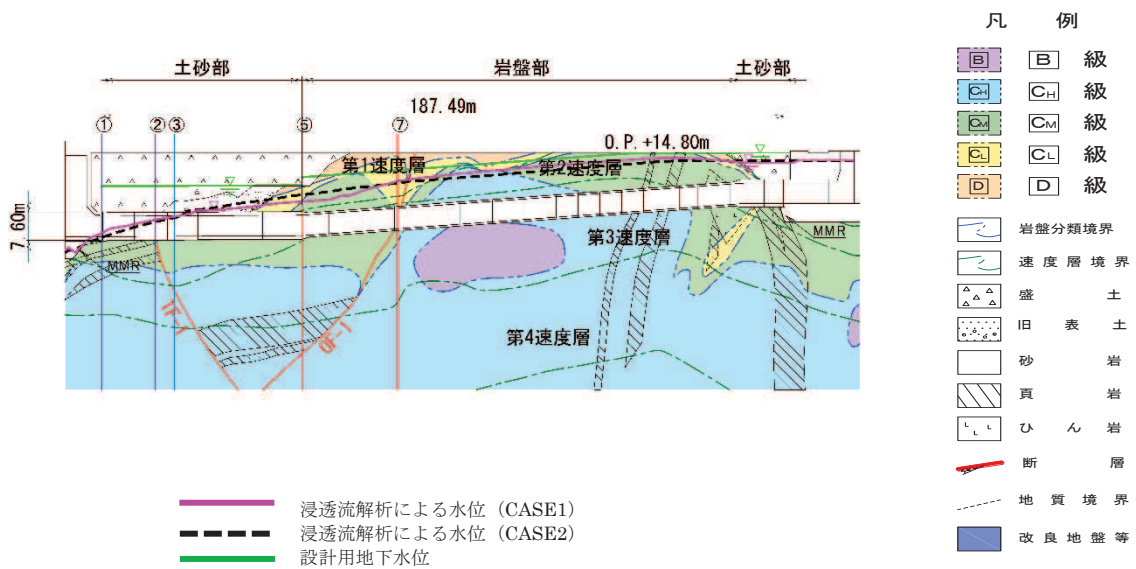 凡 例
B B 級
CH CH 級
CM CM 級
CL CL 級
D D 級
岩盤分類境界
速度層境界
盛土
旧表土
砂岩
頁岩
ひん岩
断層
地質境界
改良地盤等
土砂部 岩盤部 土砂部
187.49m
① ② ③ ⑤ ⑦
O.P.+14.80m
第1速度層 第2速度層
7.60m
第3速度層
MMR
MMR
TF-1
OF-1
第4速度層
浸透流解析による水位（CASE1）
浸透流解析による水位（CASE2）
設計用地下水位